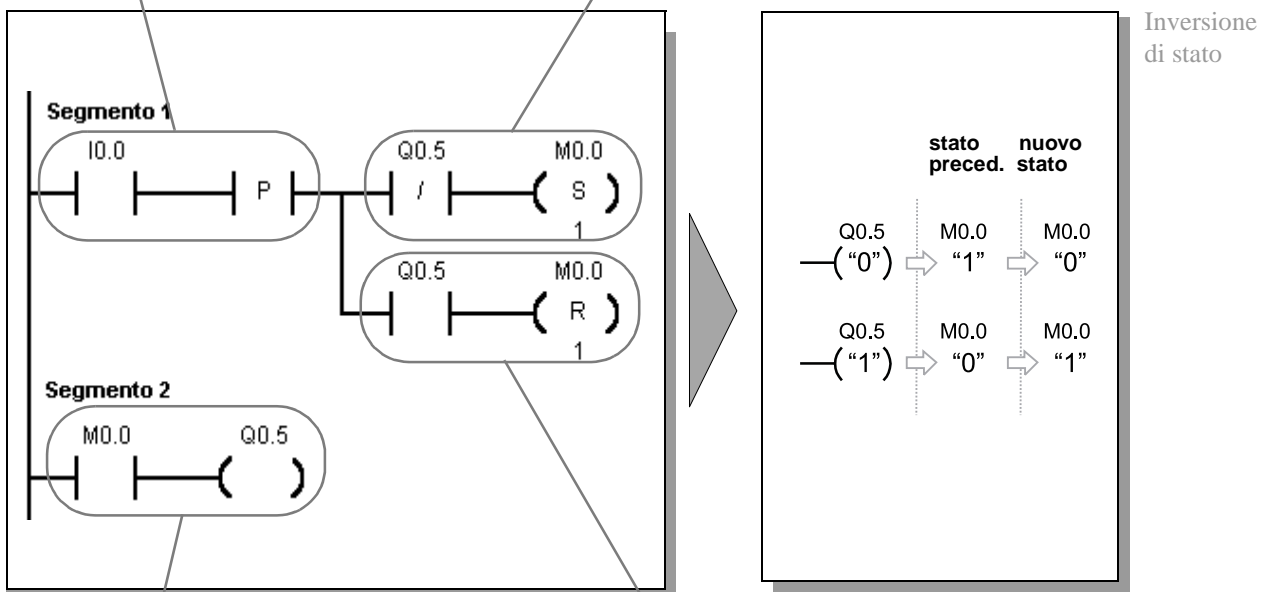 Inversione
di stato
Segmento 1
I0.0
P
Q0.5 M0.0
/ S
1
Q0.5 M0.0
R
1
Segmento 2
M0.0 Q0.5
stato nuovo
preced. stato
Q0.5 M0.0 M0.0
“0” “1” “0”
Q0.5 M0.0 M0.0
“1” “0” “1”